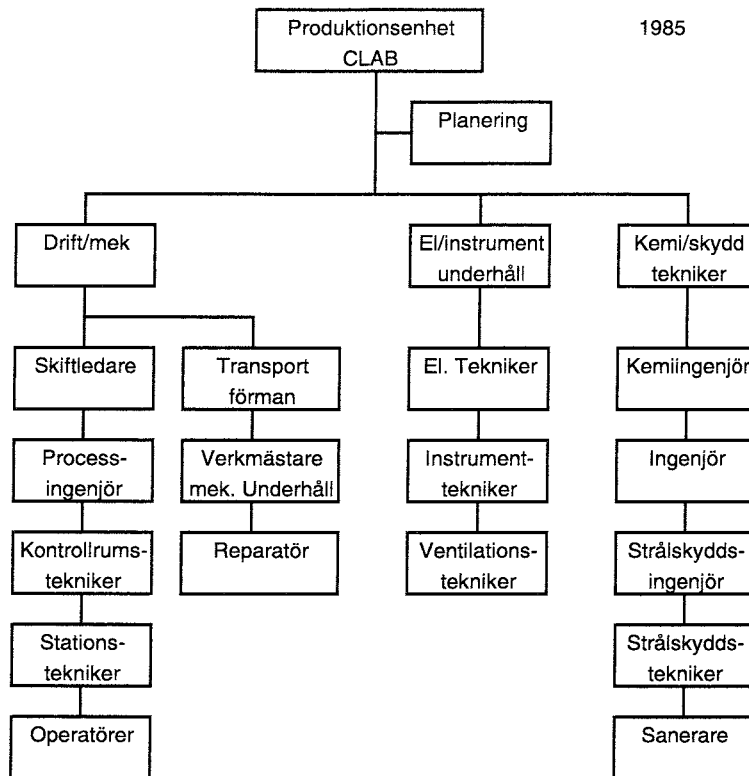 Produktionsenhet
CLAB
1985
Planering
Drift/mek
El/instrument
underhåll
Kemi/skydd
tekniker
Skiftledare
Transport
förman
El. Tekniker
Kemiingenjör
Process-
ingenjör
Verkmästare
mek. Underhåll
Instrument-
tekniker
Ingenjör
Kontrollrums-
tekniker
Reparatör
Ventilations-
tekniker
Strålskydds-
ingenjör
Stations-
tekniker
Strålskydds-
tekniker
Operatörer
Sanerare